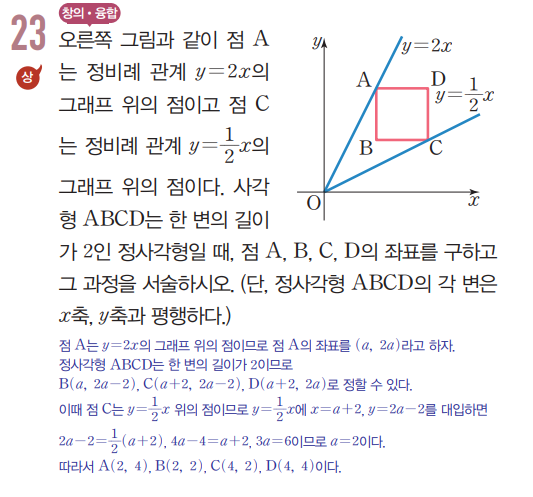 창의·융합
23
상
오른쪽 그림과 같이 점 A
는 정비례 관계 y=2x의
그래프 위의 점이고 점 C
는 정비례 관계 y=1/2x의
그래프 위의 점이다. 사각
형 ABCD는 한 변의 길이
가 2인 정사각형일 때, 점 A, B, C, D의 좌표를 구하고
그 과정을 서술하시오. (단, 정사각형 ABCD의 각 변은
x축, y축과 평행하다.)
y
y=2x
A
D
y=1/2x
B
C
O
x
점 A는 y=2x의 그래프 위의 점이므로 점 A의 좌표를 (a, 2a)라고 하자.
정사각형 ABCD는 한 변의 길이가 2이므로
B(a, 2a-2), C(a+2, 2a-2), D(a+2, 2a)로 정할 수 있다.
이때 점 C는 y=1/2x 위의 점이므로 y=1/2x에 x=a+2, y=2a-2를 대입하면
2a-2=1/2(a+2), 4a-4=a+2, 3a=6이므로 a=2이다.
따라서 A(2, 4), B(2, 2), C(4, 2), D(4, 4)이다.